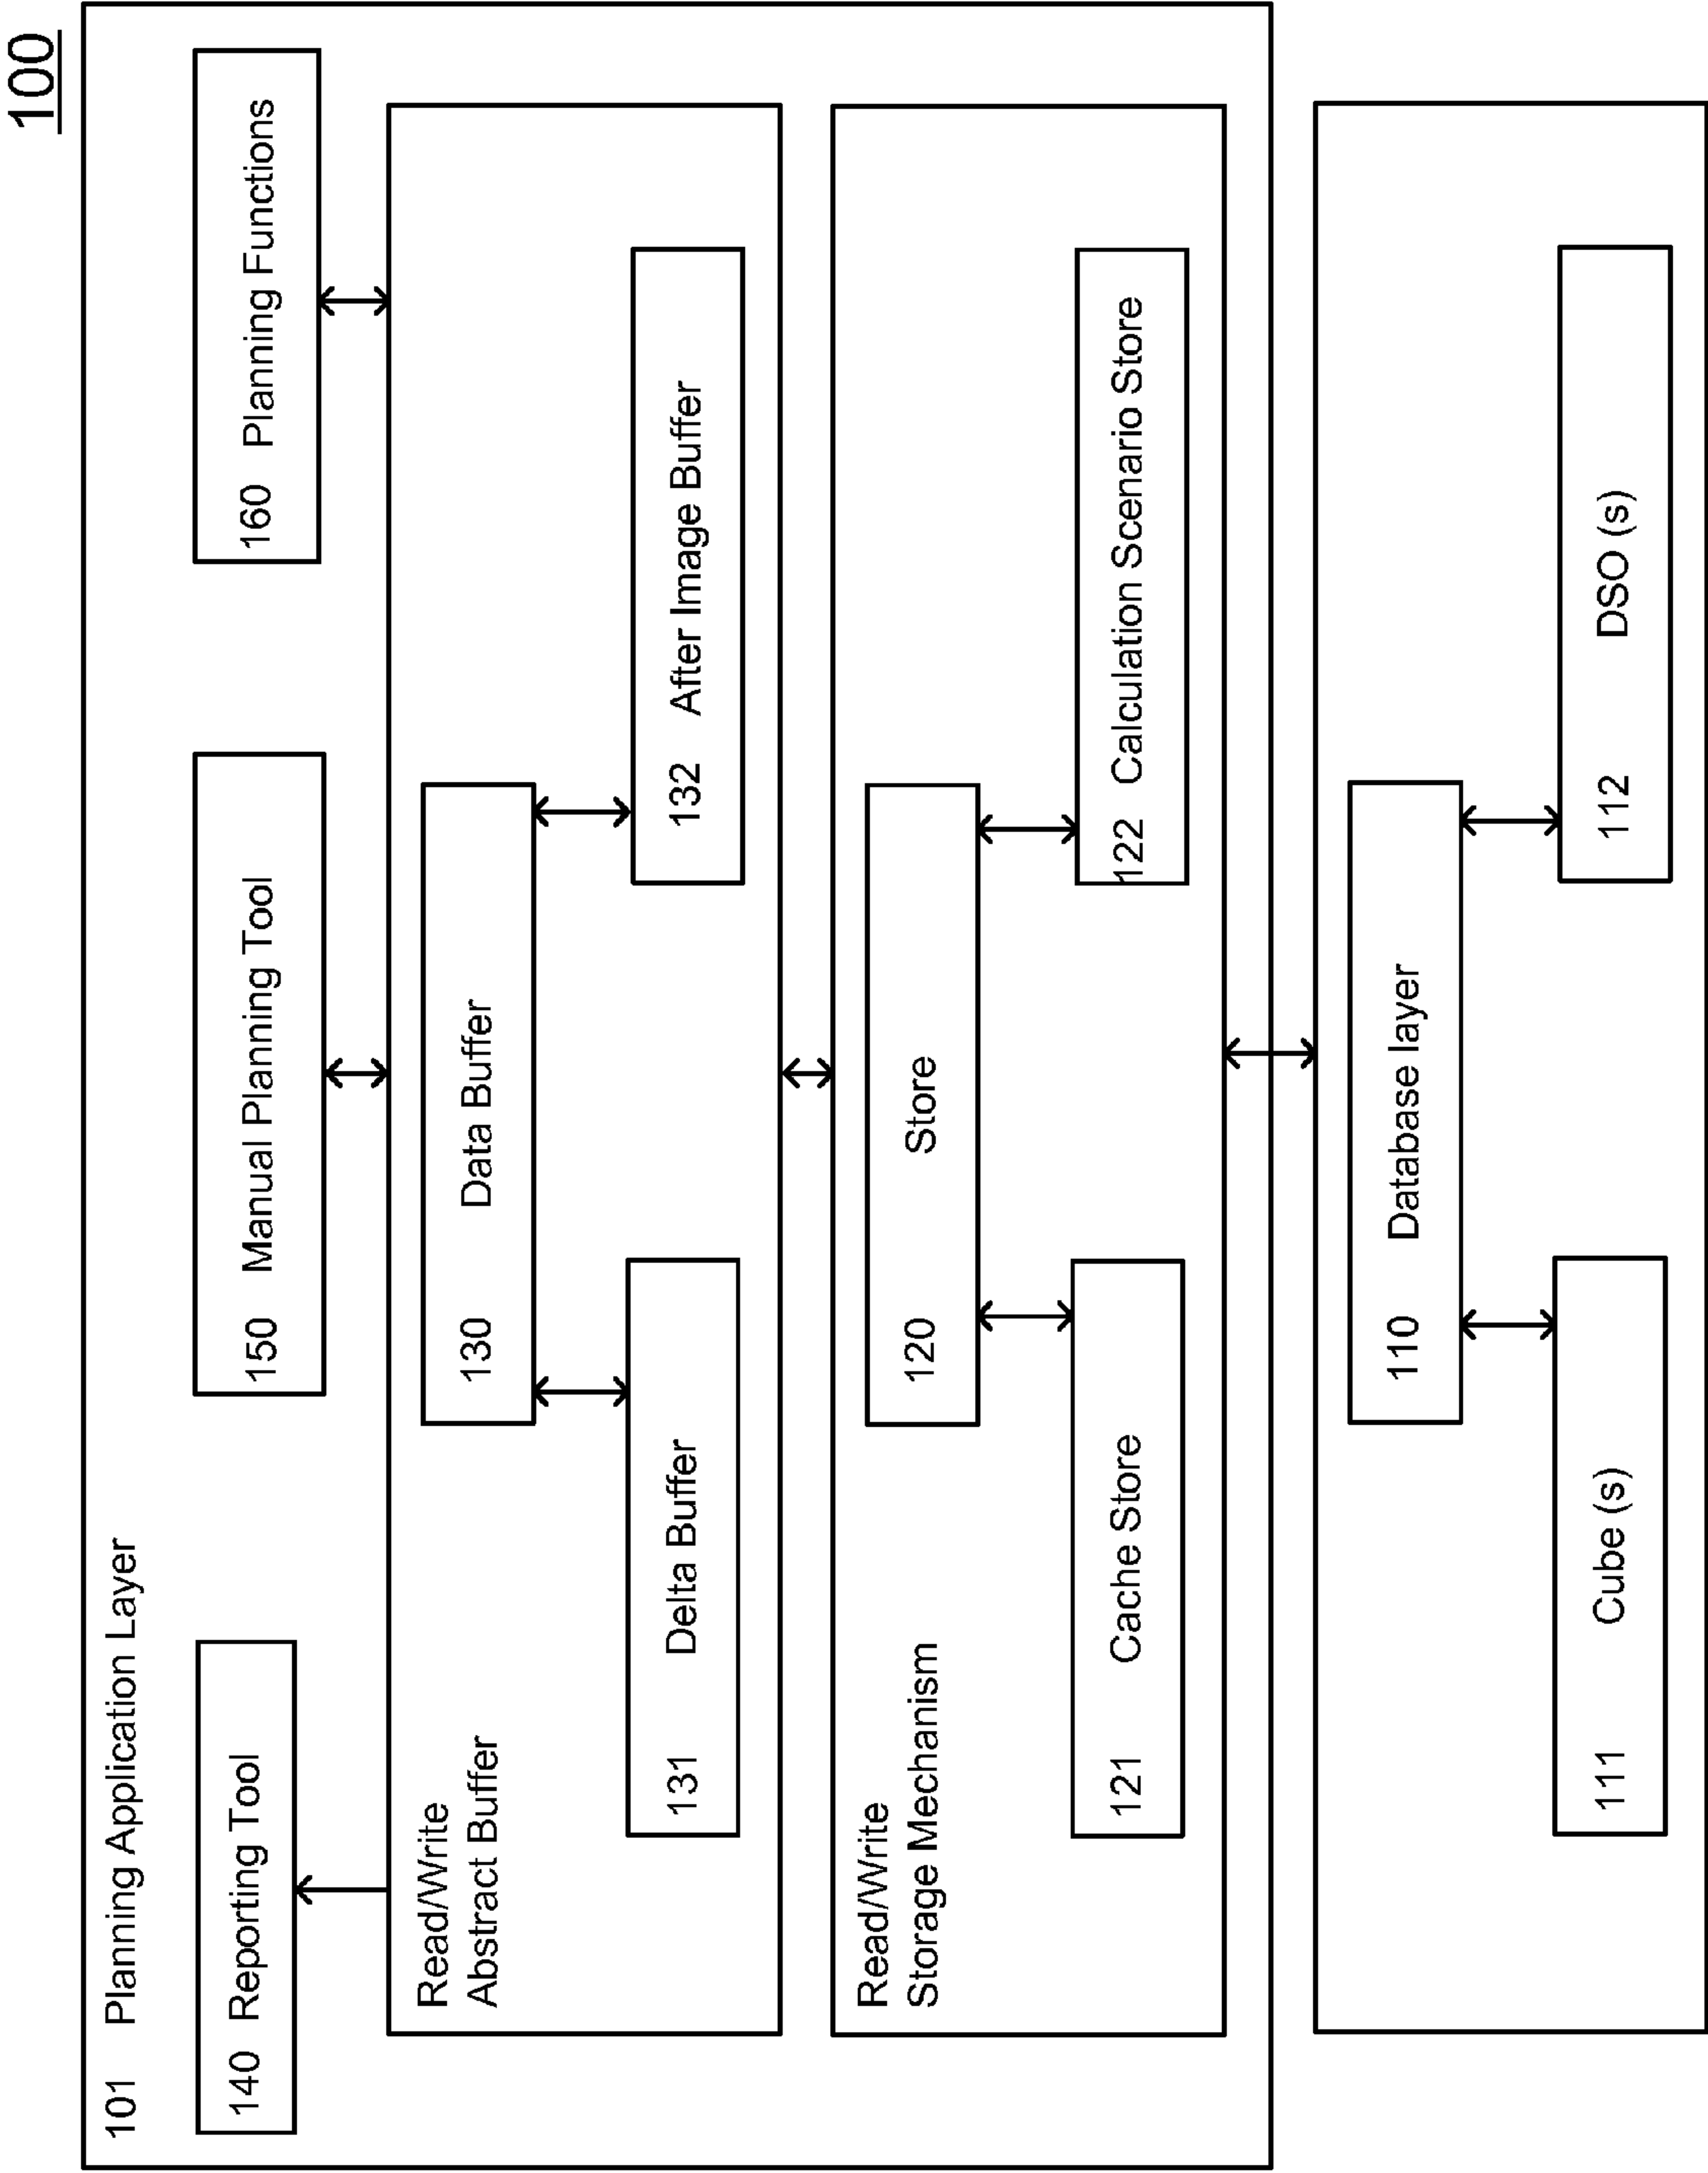 100
101 Planning Application Layer
140 Reporting Tool
150 Manual Planning Tool
160 Planning Functions
Read/Write
Abstract Buffer
130 Data Buffer
131 Delta Buffer
132 After Image Buffer
Read/Write
Storage Mechanism
120 Store
121 Cache Store
122 Calculation Scenario Store
110 Database layer
111 Cube (s)
112 DSO (s)